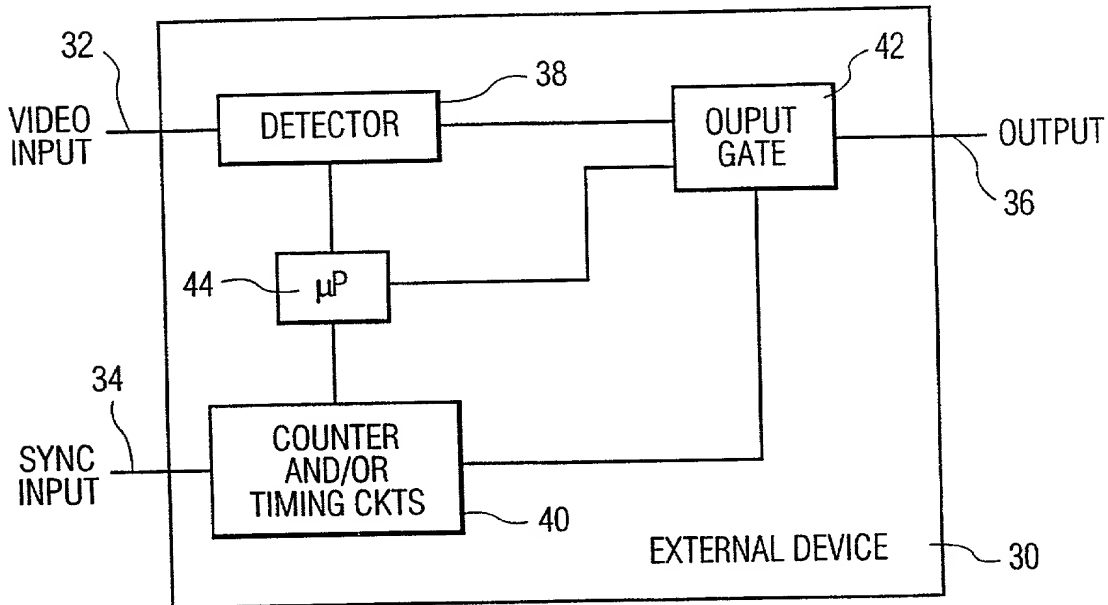 32
VIDEO
INPUT
DETECTOR
38
OUPUT
GATE
42
OUTPUT
36
44
μP
34
SYNC
INPUT
COUNTER
AND/OR
TIMING CKTS
40
EXTERNAL DEVICE
30